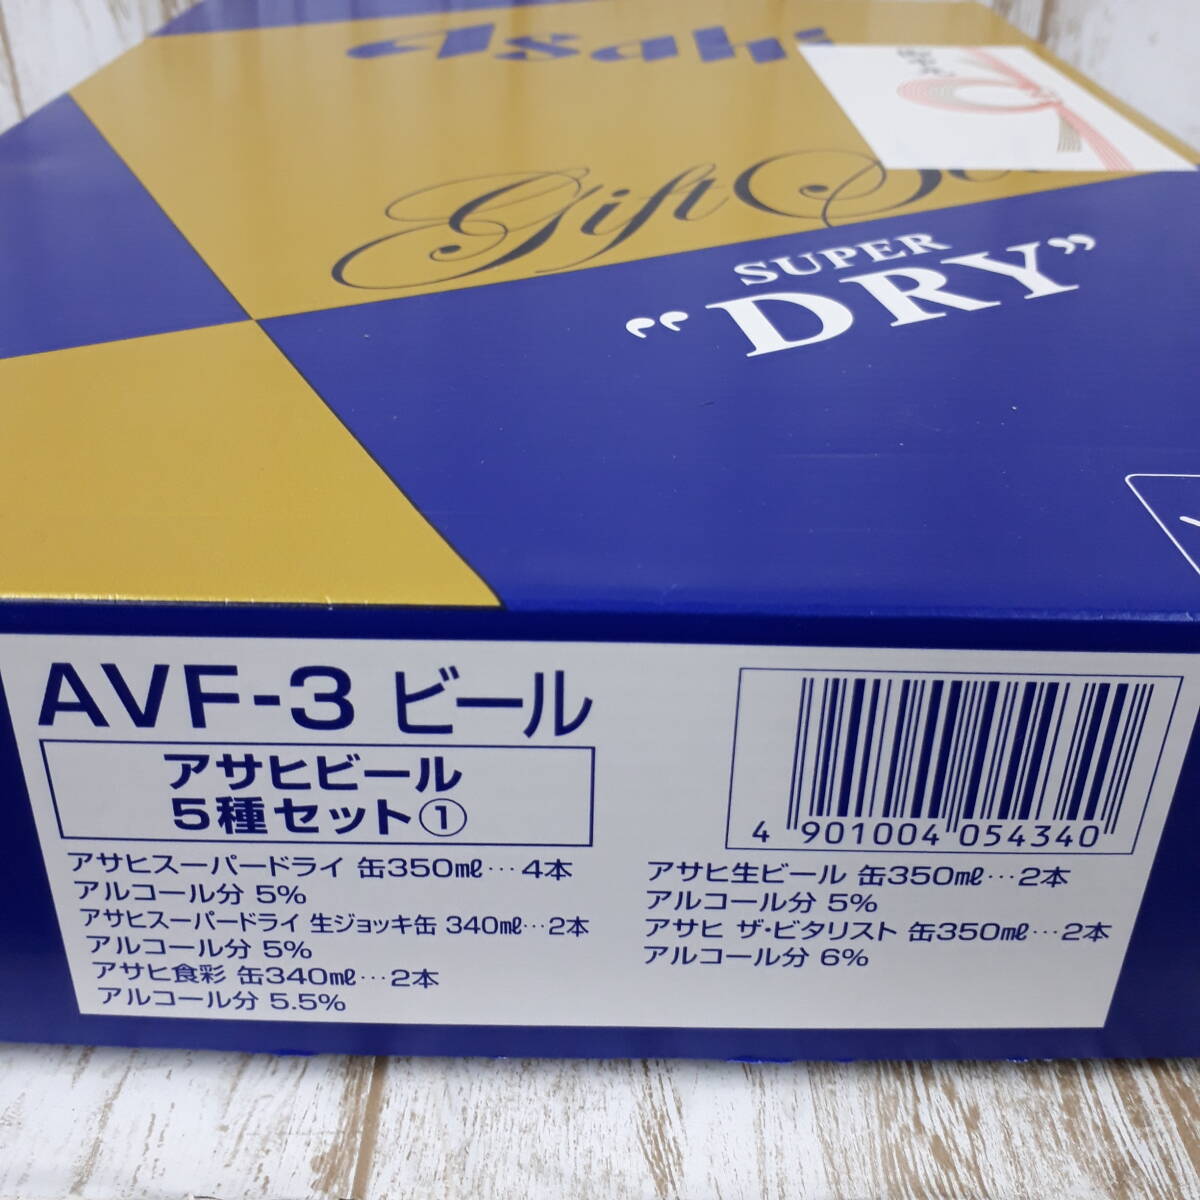 Asahi
Gift Set
SUPER
"DRY"
AVF-3 ビール
アサヒビール
5種セット①
アサヒスーパードライ 缶350㎖…4本
アルコール分 5%
アサヒスーパードライ 生ジョッキ缶 340㎖…2本
アルコール分 5%
アサヒ食彩 缶340㎖…2本
アルコール分 5.5%
4 901004 054340
アサヒ生ビール 缶350㎖…2本
アルコール分 5%
アサヒ ザ・ビタリスト 缶350㎖…2本
アルコール分 6%